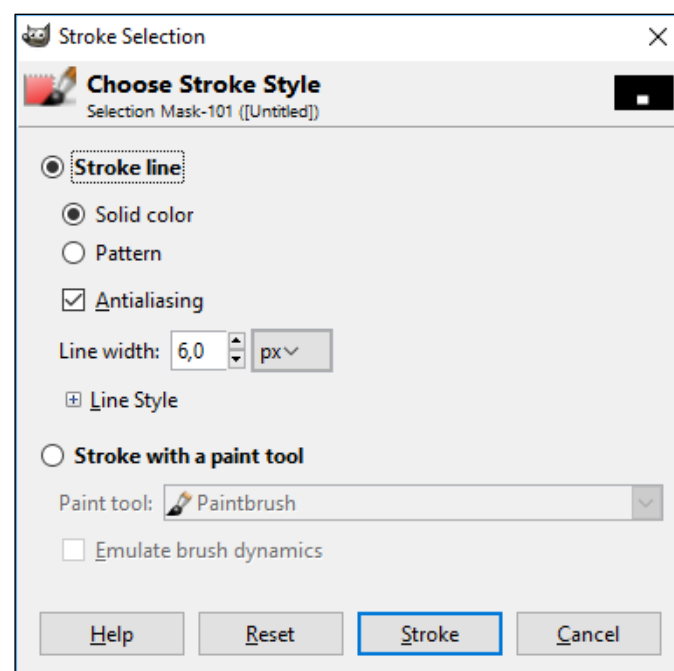 Stroke Selection
Choose Stroke Style
Selection Mask-101 ([Untitled])
Stroke line
Solid color
Pattern
Antialiasing
Line width: 6,0 px
Line Style
Stroke with a paint tool
Paint tool: Paintbrush
Emulate brush dynamics
Help Reset Stroke Cancel